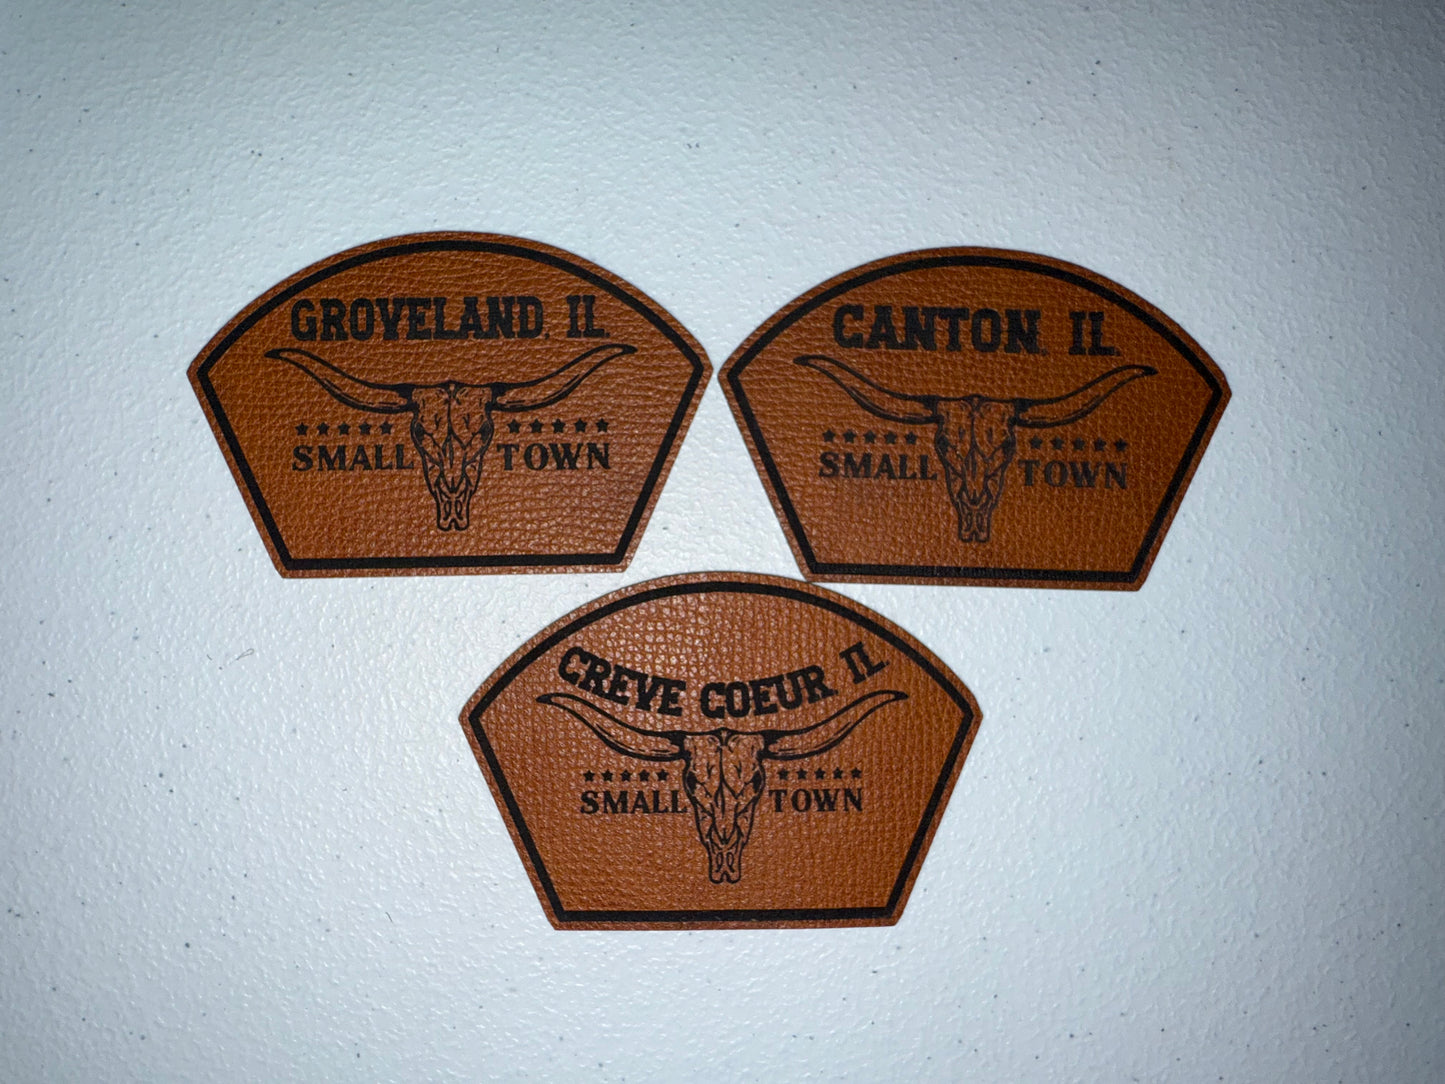 GROVELAND, IL
SMALL TOWN
CANTON, IL
SMALL TOWN
CREVE COEUR, IL
SMALL TOWN